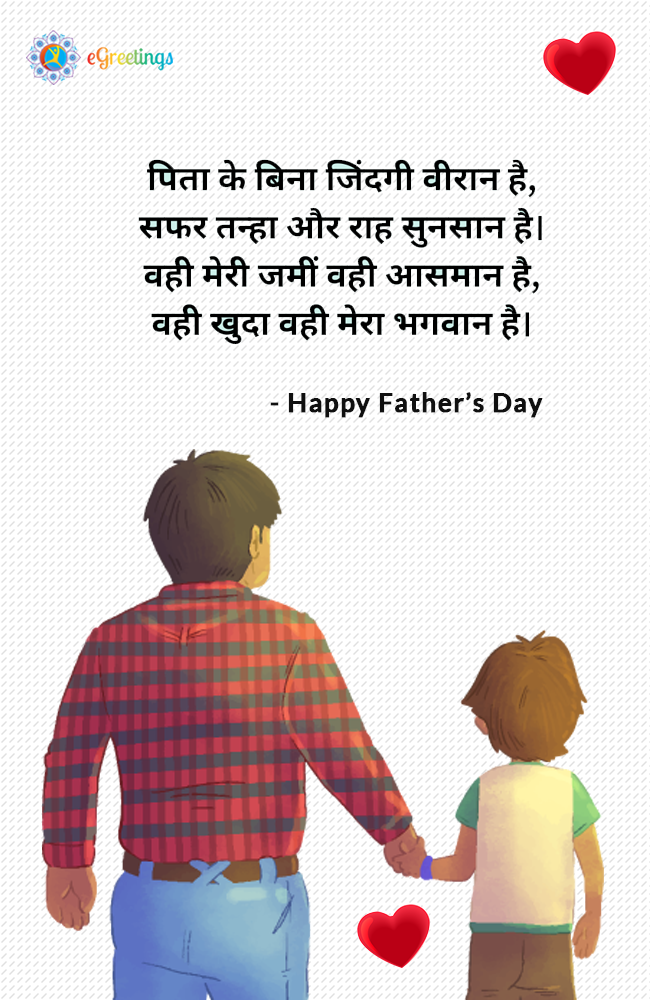 eGreetings
पिता के बिना जिंदगी वीरान है,
सफर तन्हा और राह सुनसान है।
वही मेरी जमीं वही आसमान है,
वही खुदा वही मेरा भगवान है।
- Happy Father’s Day